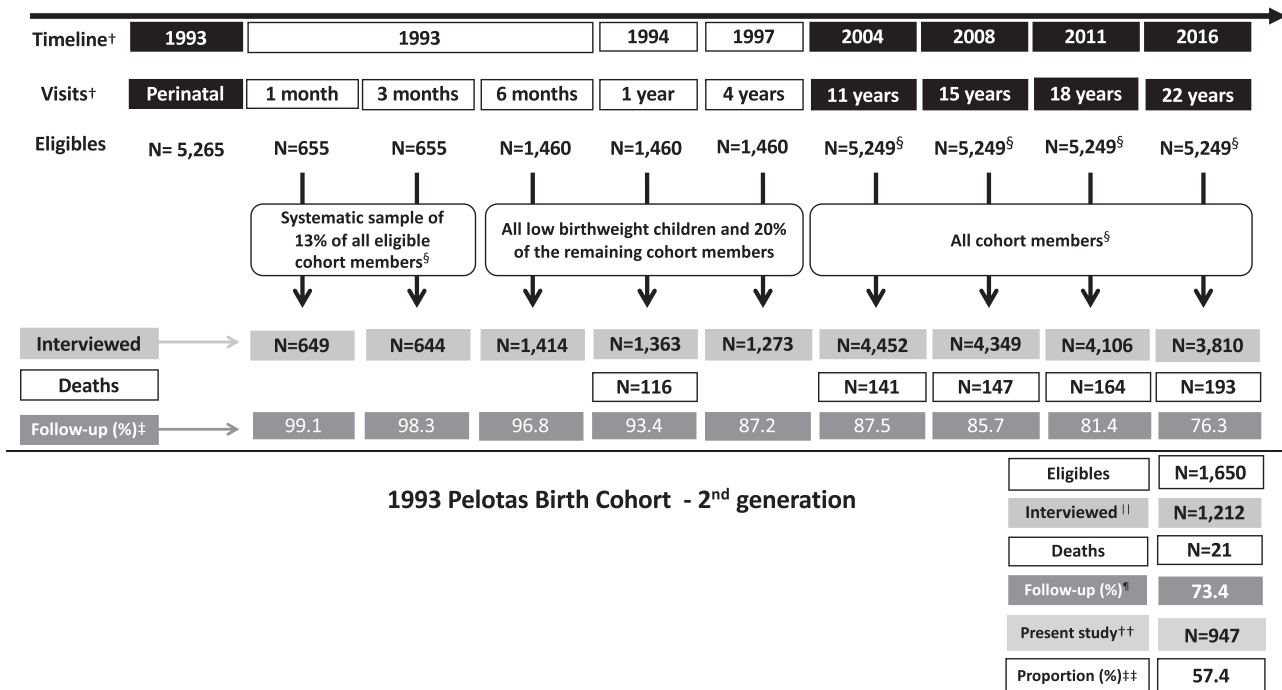 Timeline† 1993 1993 1994 1997 2004 2008 2011 2016
Visits† Perinatal 1 month 3 months 6 months 1 year 4 years 11 years 15 years 18 years 22 years
Eligibles N= 5,265 N=655 N=655 N=1,460 N=1,460 N=1,460 N=5,249§ N=5,249§ N=5,249§ N=5,249§
Systematic sample of
13% of all eligible
cohort members§
All low birthweight children and 20%
of the remaining cohort members
All cohort members§
Interviewed N=649 N=644 N=1,414 N=1,363 N=1,273 N=4,452 N=4,349 N=4,106 N=3,810
Deaths N=116 N=141 N=147 N=164 N=193
Follow-up (%)‡ 99.1 98.3 96.8 93.4 87.2 87.5 85.7 81.4 76.3
1993 Pelotas Birth Cohort - 2nd generation
Eligibles N=1,650
Interviewed || N=1,212
Deaths N=21
Follow-up (%)¶ 73.4
Present study†† N=947
Proportion (%)‡‡ 57.4